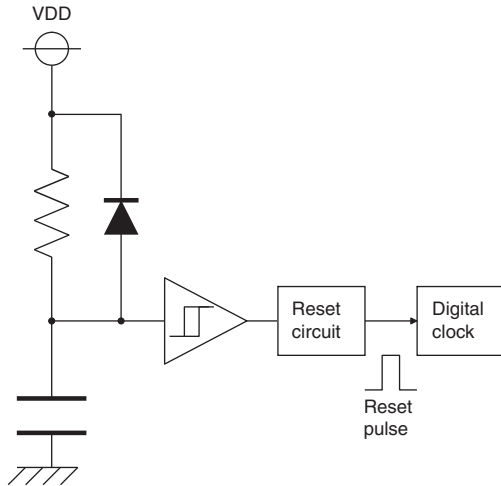 VDD
Reset
circuit
Digital
clock
Reset
pulse